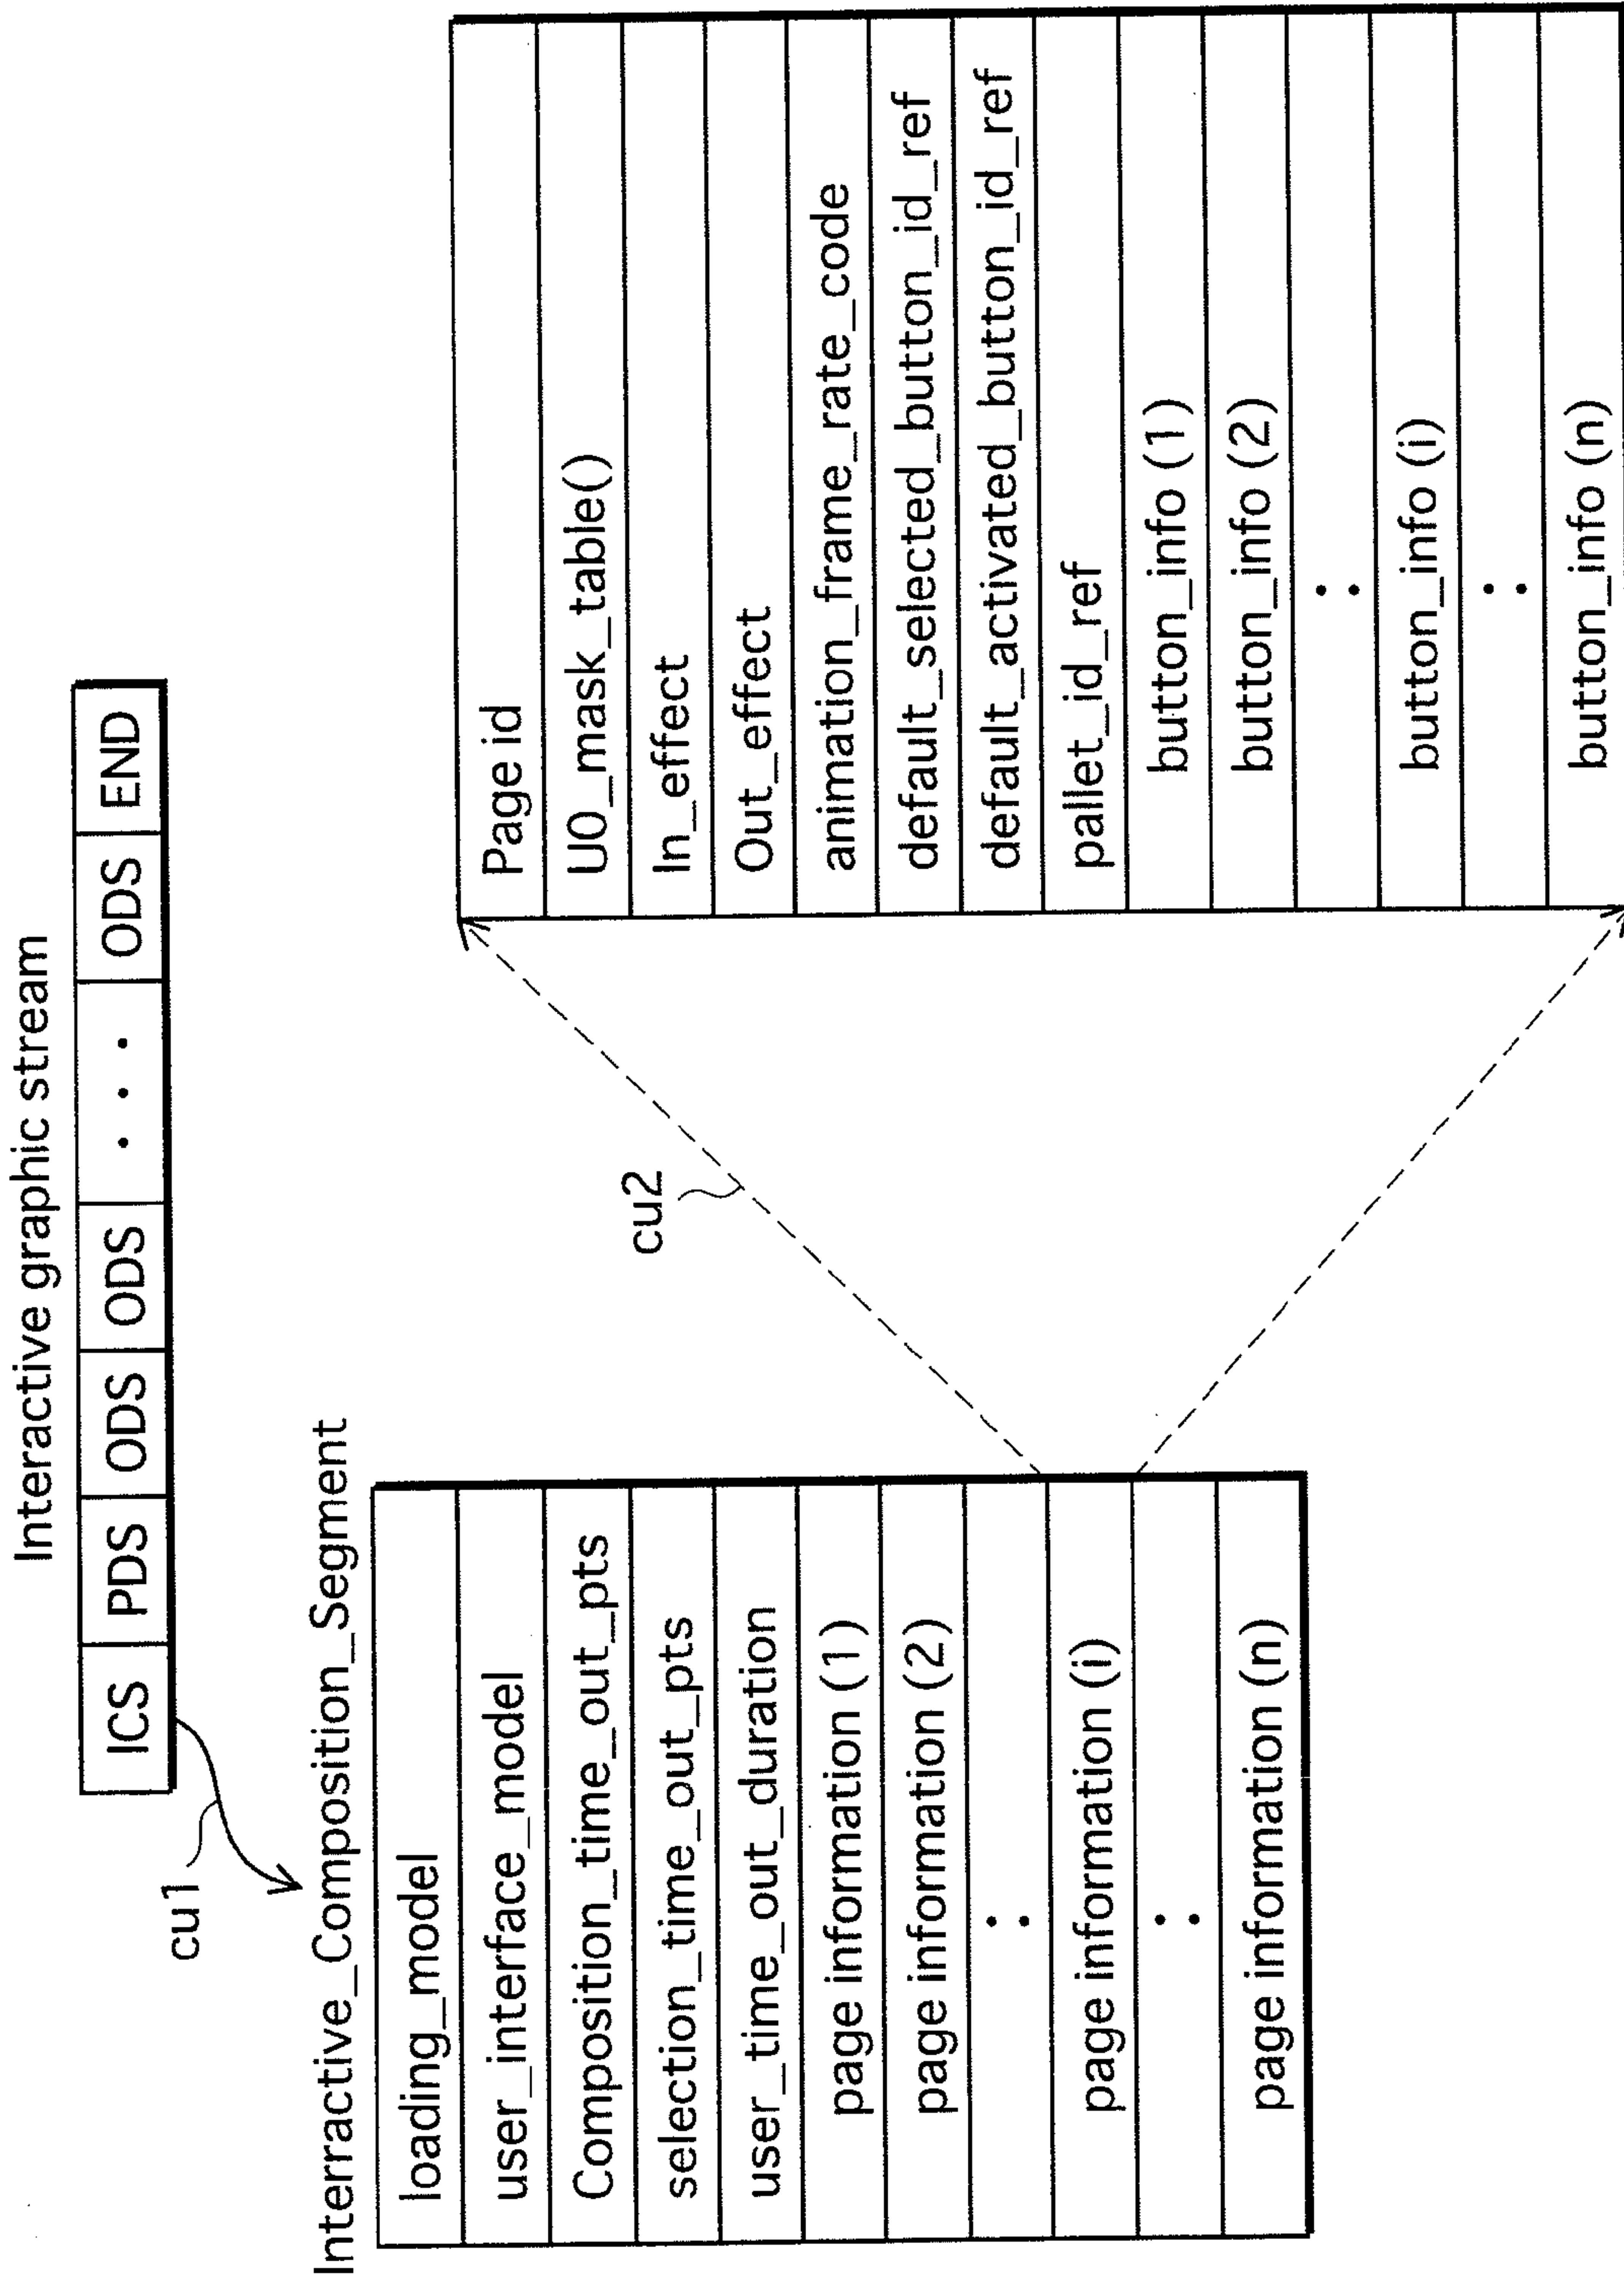 Interactive graphic stream
ICS PDS ODS ODS . . . ODS END
cu1
Interractive_Composition_Segment
loading_model
user_interface_model
Composition_time_out_pts
selection_time_out_pts
user_time_out_duration
page information (1)
page information (2)
:
page information (i)
:
page information (n)
cu2
Page id
UO_mask_table()
In_effect
Out_effect
animation_frame_rate_code
default_selected_button_id_ref
default_activated_button_id_ref
pallet_id_ref
button_info (1)
button_info (2)
:
button_info (i)
:
button_info (n)